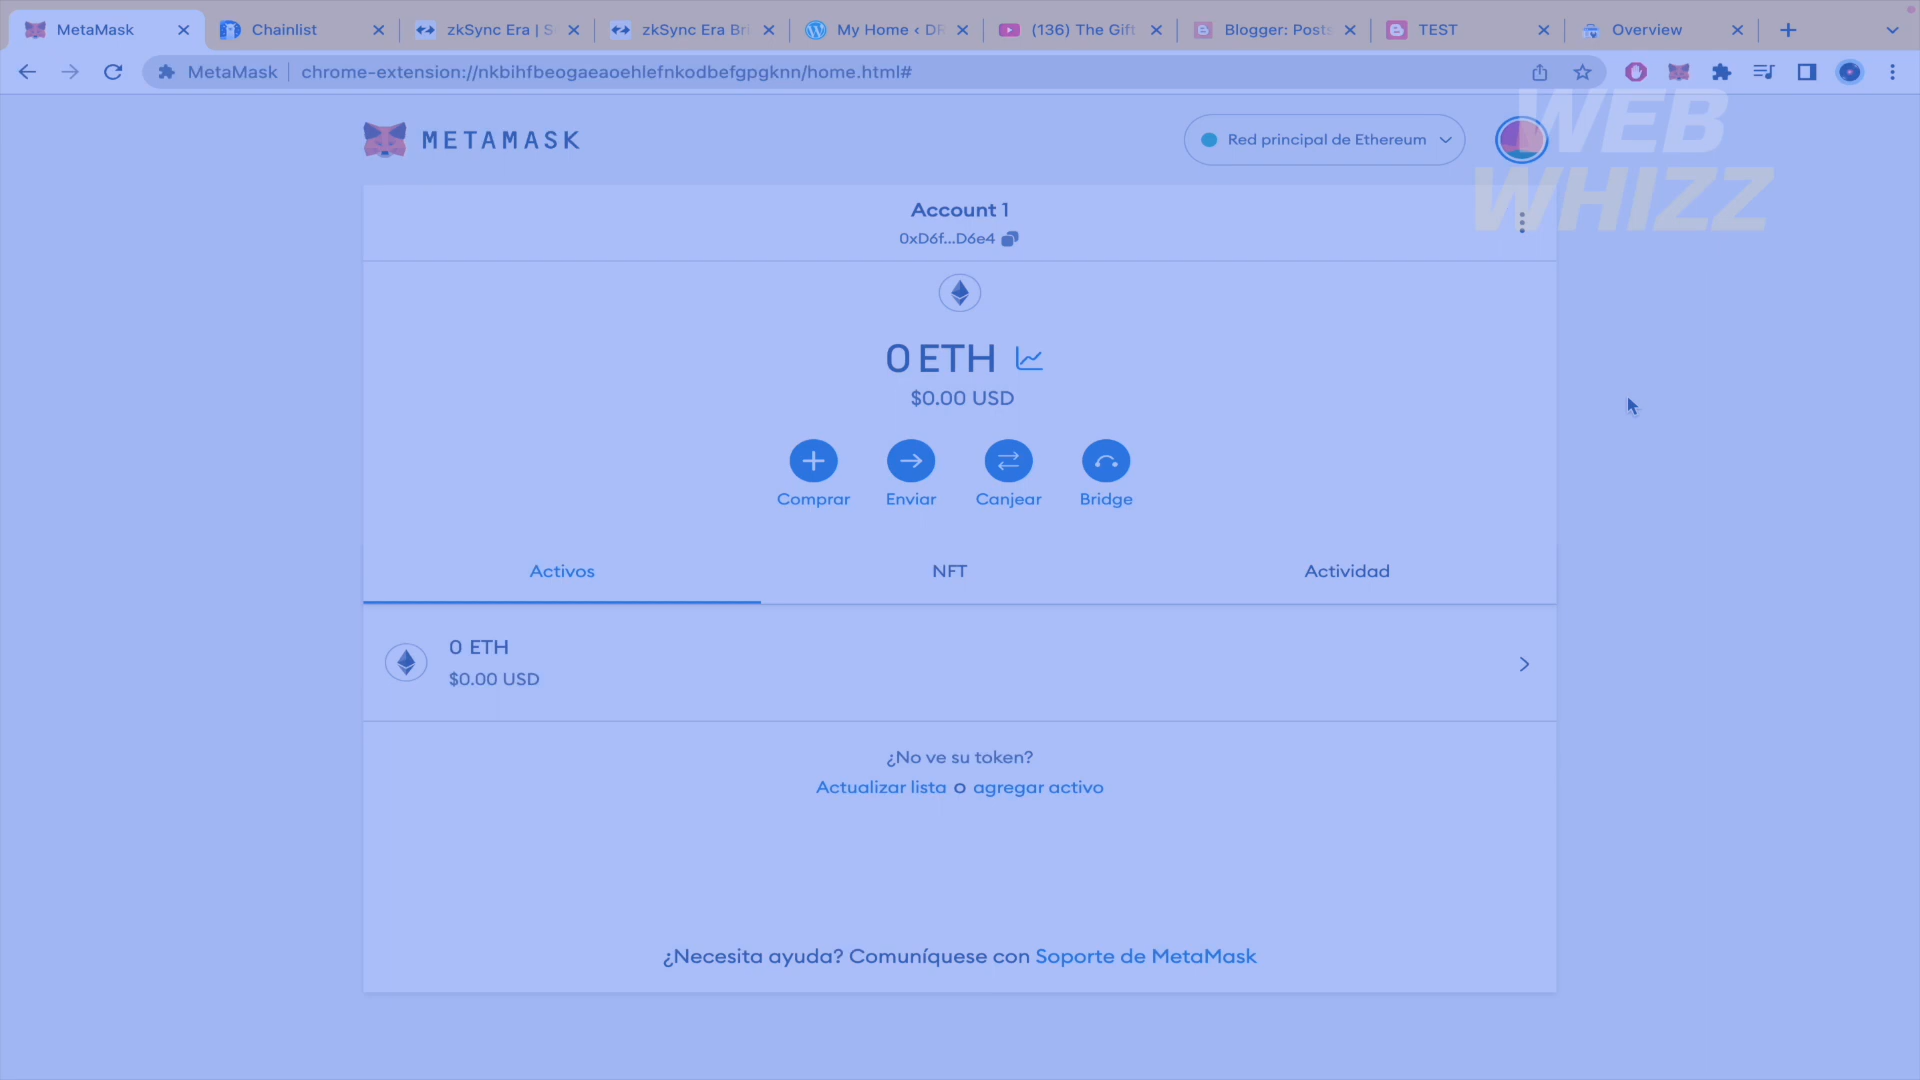 MetaMask
Chainlist
zkSync Era | S
zkSync Era Bri
My Home ‹ DR
(136) The Gift
Blogger: Posts
TEST
Overview
MetaMask
chrome-extension://nkbihfbeogaeaoehlefnkodbefgpgknn/home.html#
WEB
WHIZZ
METAMASK
Red principal de Ethereum
Account 1
0xD6f...D6e4
0 ETH
$0.00 USD
Comprar
Enviar
Canjear
Bridge
Activos
NFT
Actividad
0 ETH
$0.00 USD
¿No ve su token?
Actualizar lista o agregar activo
¿Necesita ayuda? Comuníquese con Soporte de MetaMask